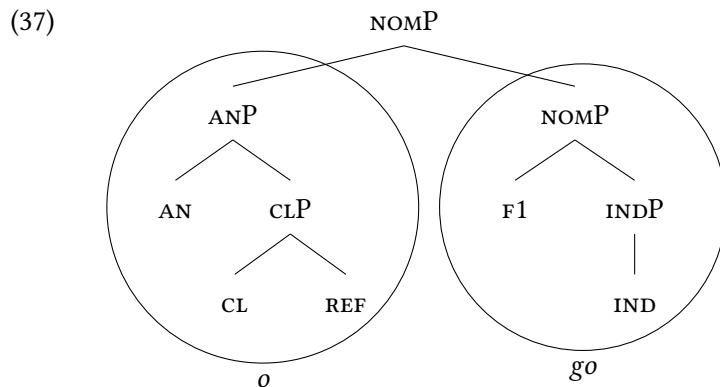 (37) NOMP
ANP NOMP
AN CLP F1 INDP
CL REF IND
o go